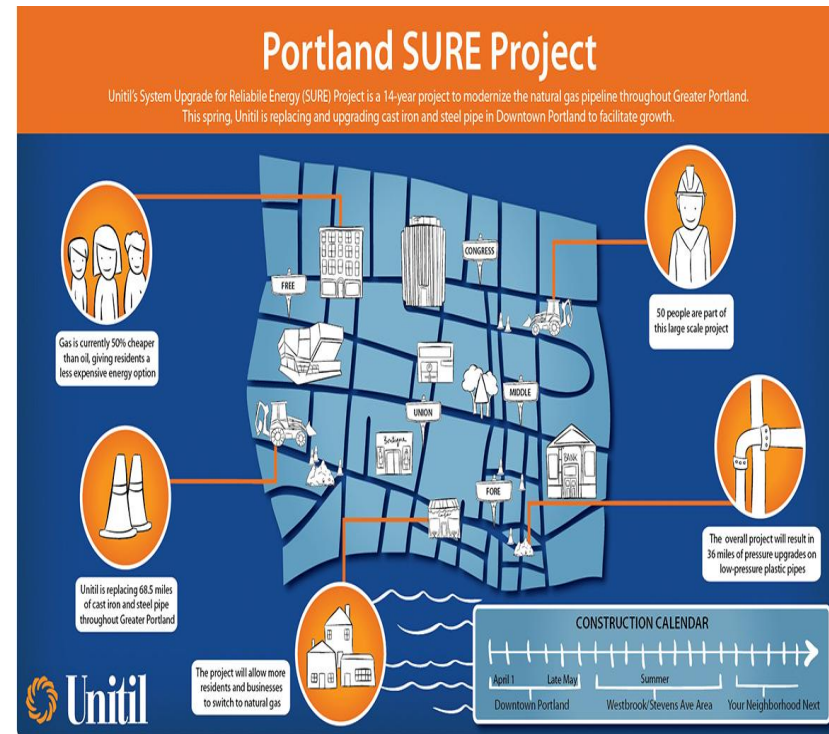 Portland SURE Project
Unitil's System Upgrade for Reliabile Energy (SURE) Project is a 14-year project to modernize the natural gas pipeline throughout Greater Portland.
This spring, Unitil is replacing and upgrading cast iron and steel pipe in Downtown Portland to facilitate growth.
CONGRESS
FREE
50 people are part of
this large scale project
Gas is currently 50% cheaper
than oil, giving residents a
less expensive energy option
MIDDLE
UNION
Boutique
BANK
FORE
The overall project will result in
36 miles of pressure upgrades on
low-pressure plastic pipes
Unitil is replacing 68.5 miles
of cast iron and steel pipe
throughout Greater Portland
The project will allow more
residents and businesses
to switch to natural gas
CONSTRUCTION CALENDAR
April 1 Late May Summer
Downtown Portland Westbrook/Stevens Ave Area Your Neighborhood Next
Unitil